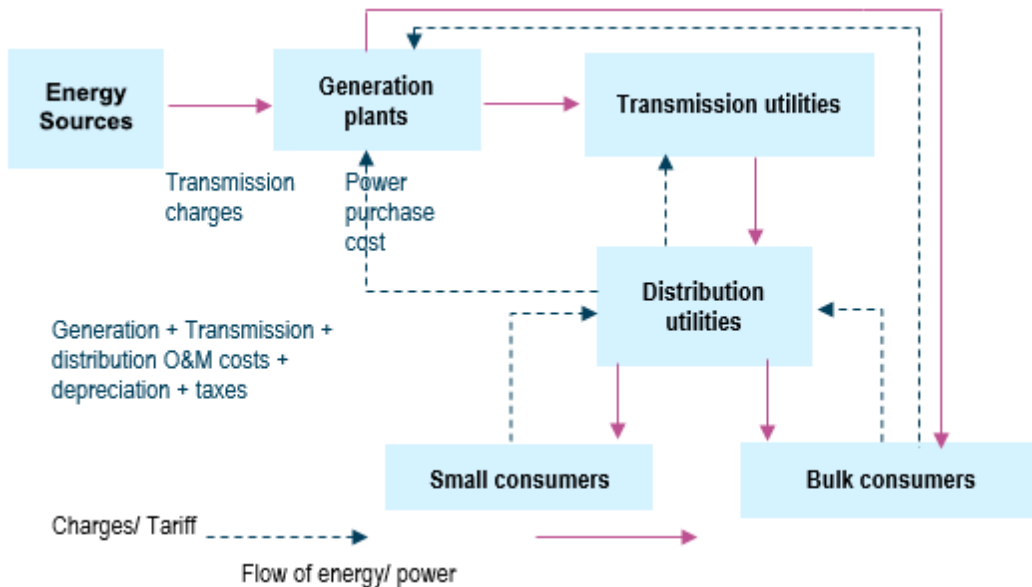 Energy
Sources
Generation
plants
Transmission utilities
Transmission
charges
Power
purchase
cost
Distribution
utilities
Generation + Transmission +
distribution O&M costs +
depreciation + taxes
Small consumers
Bulk consumers
Charges/ Tariff
Flow of energy/ power